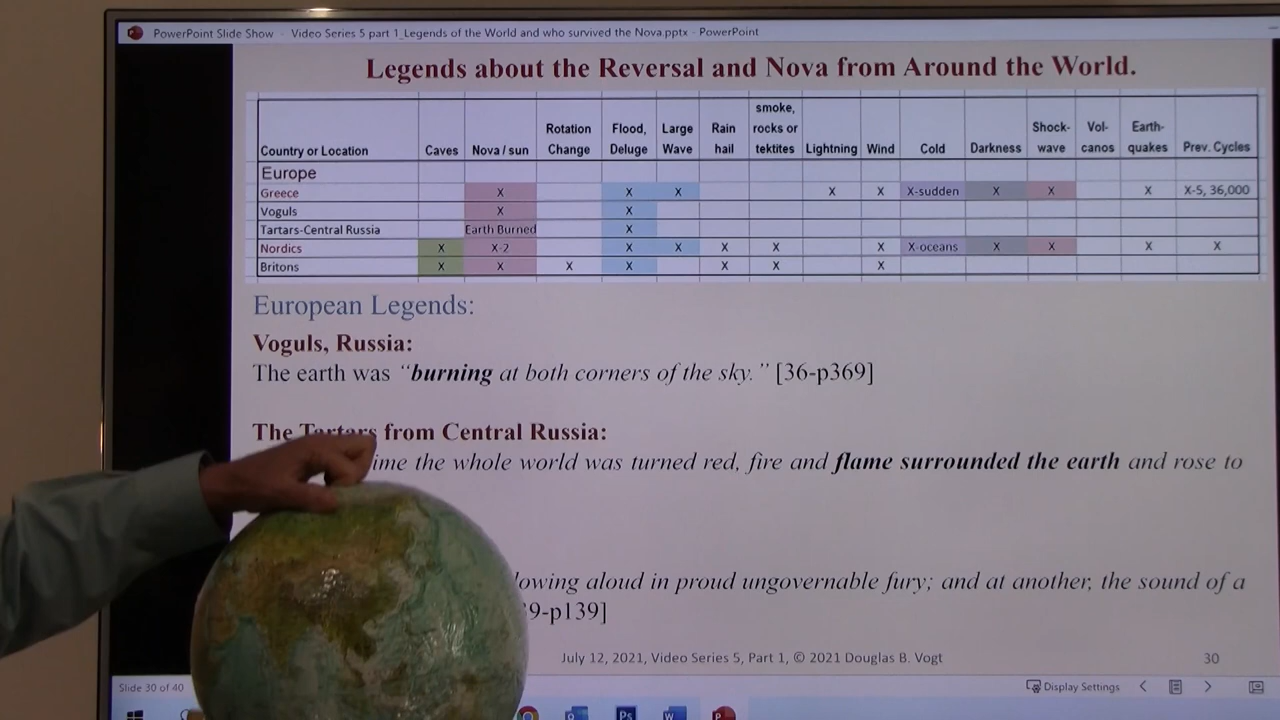 PowerPoint Slide Show - Video Series 5 part 1_Legends of the World and who survived the Nova.pptx - PowerPoint
Legends about the Reversal and Nova from Around the World.
Country or Location Caves Nova / sun Rotation Change Flood, Deluge Large Wave Rain hail smoke, rocks or tektites Lightning Wind Cold Darkness Shock-wave Vol-canos Earth-quakes Prev. Cycles
Europe
Greece X X X X X X-sudden X X X X-5, 36,000
Voguls X X
Tartars-Central Russia Earth Burned X
Nordics X X-2 X X X X X X-oceans X X X X
Britons X X X X X X X
European Legends:
Voguls, Russia:
The earth was “burning at both corners of the sky.” [36-p369]
The Tartars from Central Russia:
the whole world was turned red, fire and flame surrounded the earth and rose to
aloud in proud ungovernable fury; and at another, the sound of a
9-p139]
July 12, 2021, Video Series 5, Part 1, © 2021 Douglas B. Vogt 30
Slide 30 of 40 Display Settings